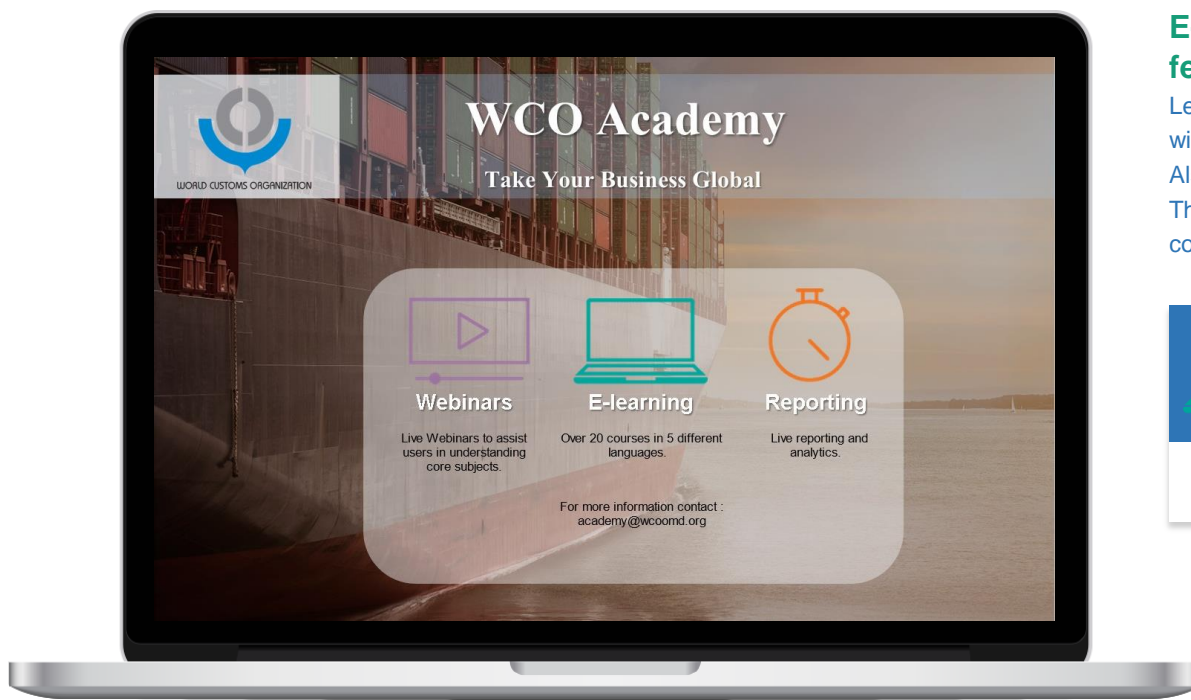 WORLD CUSTOMS ORGANIZATION
WCO Academy
Take Your Business Global
Webinars
Live Webinars to assist
users in understanding
core subjects.
E-learning
Over 20 courses in 5 different
languages.
Reporting
Live reporting and
analytics.
For more information contact :
academy@wcoomd.org